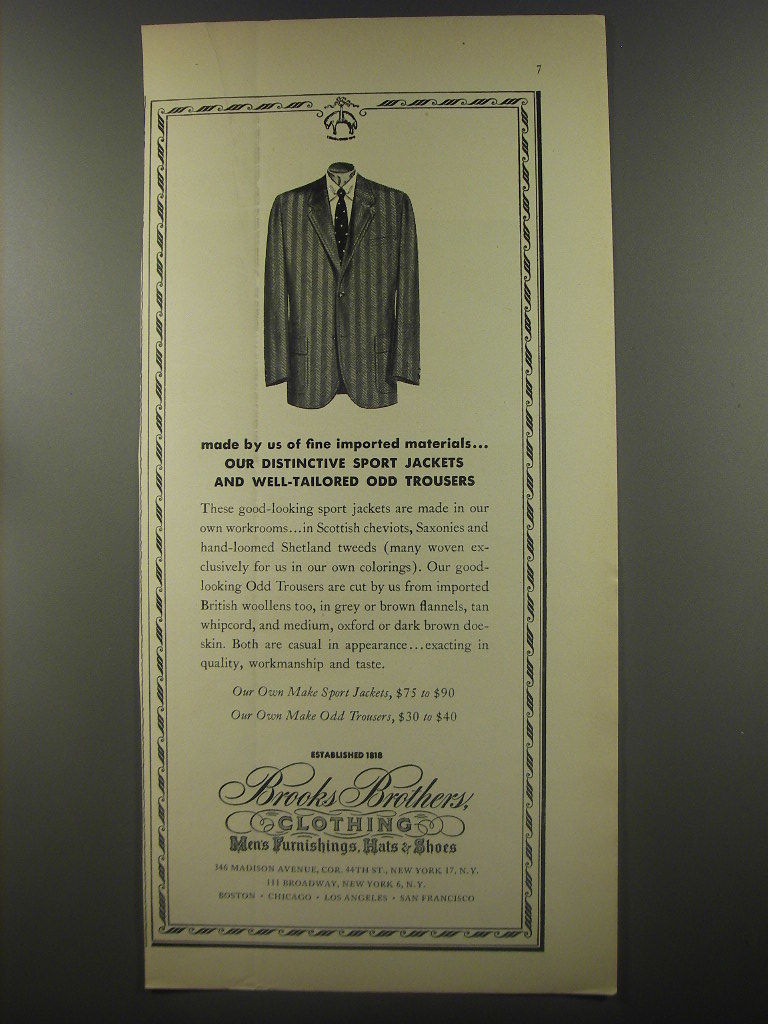 7
made by us of fine imported materials...
OUR DISTINCTIVE SPORT JACKETS
AND WELL-TAILORED ODD TROUSERS
These good-looking sport jackets are made in our
own workrooms...in Scottish cheviots, Saxonies and
hand-loomed Shetland tweeds (many woven ex-
clusively for us in our own colorings). Our good-
looking Odd Trousers are cut by us from imported
British woollens too, in grey or brown flannels, tan
whipcord, and medium, oxford or dark brown doe-
skin. Both are casual in appearance...exacting in
quality, workmanship and taste.
Our Own Make Sport Jackets, $75 to $90
Our Own Make Odd Trousers, $30 to $40
ESTABLISHED 1818
Brooks Brothers,
CLOTHING
Men's Furnishings, Hats & Shoes
346 MADISON AVENUE, COR. 44TH ST., NEW YORK 17, N.Y.
111 BROADWAY, NEW YORK 6, N.Y.
BOSTON • CHICAGO • LOS ANGELES • SAN FRANCISCO